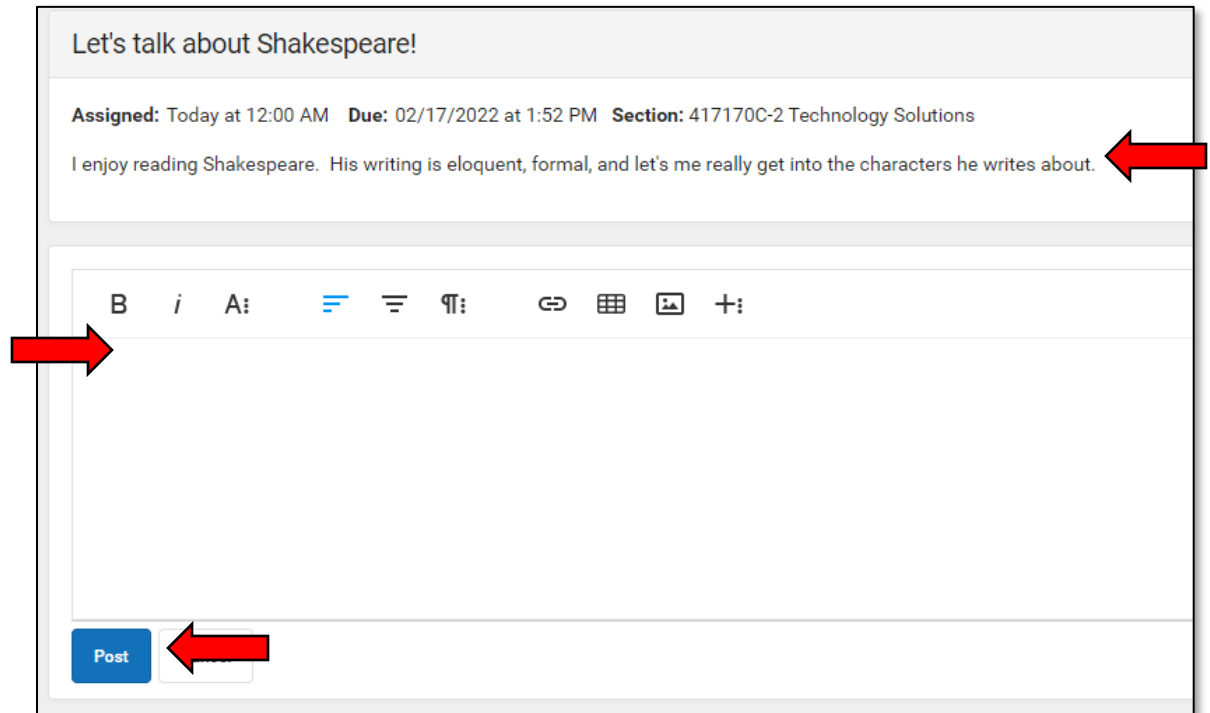 Let's talk about Shakespeare!
Assigned: Today at 12:00 AM Due: 02/17/2022 at 1:52 PM Section: 417170C-2 Technology Solutions
I enjoy reading Shakespeare. His writing is eloquent, formal, and let's me really get into the characters he writes about.
B i A
Post